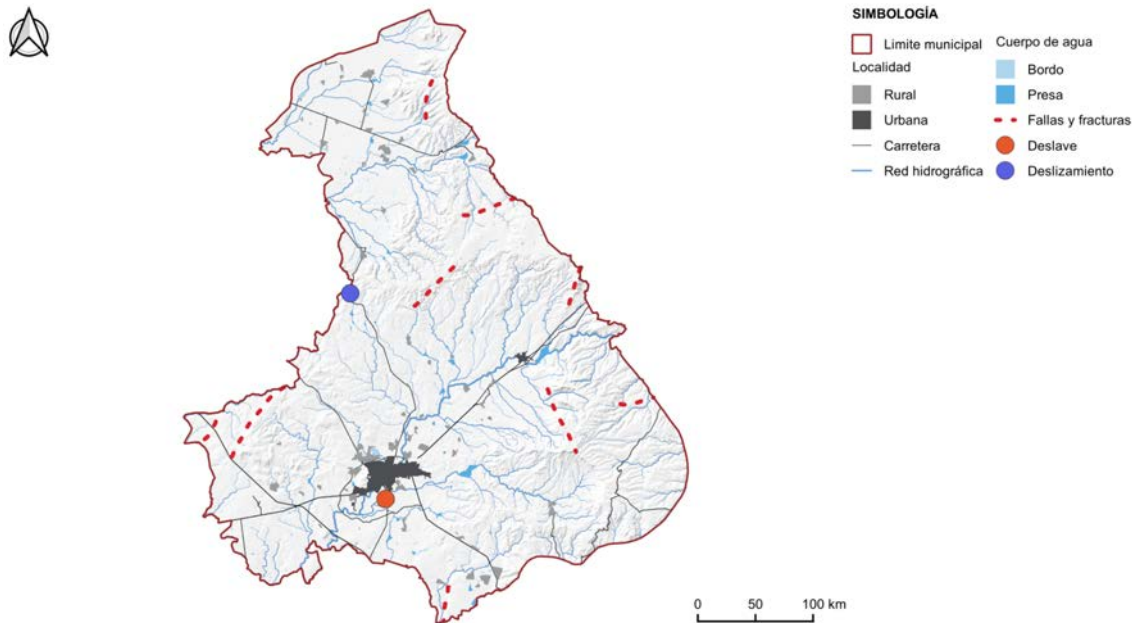 SIMBOLOGÍA
Limite municipal
Localidad
Rural
Urbana
Carretera
Red hidrográfica
Cuerpo de agua
Bordo
Presa
Fallas y fracturas
Deslave
Deslizamiento
0 50 100 km